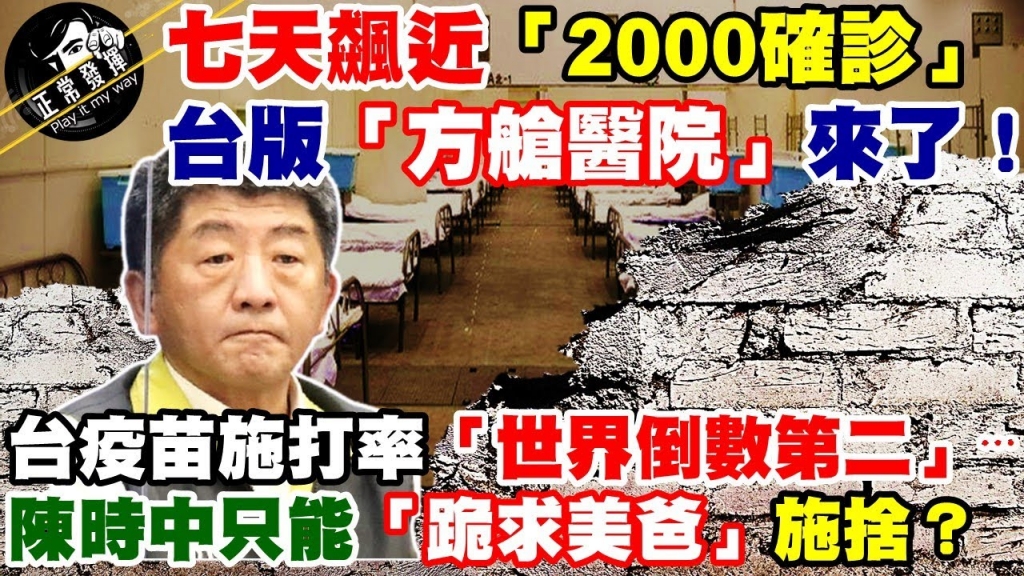 正常發揮
Play it my way
七天飆近「2000確診」
台版「方艙醫院」來了！
台疫苗施打率「世界倒數第二」…
陳時中只能「跪求美爸」施捨？